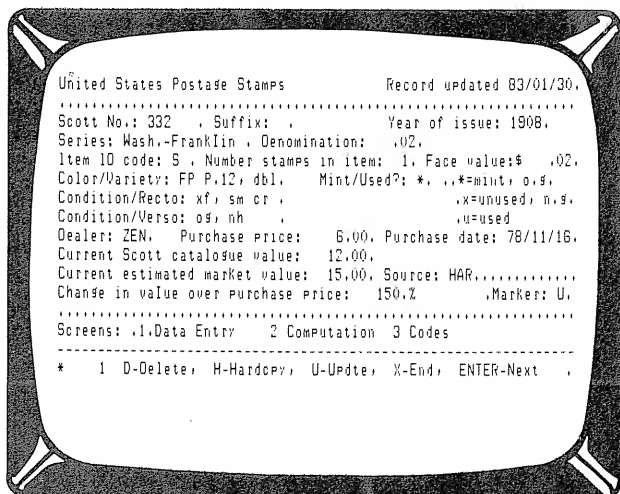 United States Postage Stamps Record updated 83/01/30.
Scott No.: 332 . Suffix: . Year of issue: 1908.
Series: Wash.-Franklin . Denomination: .02.
Item ID code: S . Number stamps in item: 1. Face value:$ .02.
Color/Variety: FP P.12, dbl. Mint/Used?: *. ..*=mint, o.g.
Condition/Recto: xf, sm cr . .x=unused, n.g.
Condition/Verso: og, nh . .u=used
Dealer: ZEN. Purchase price: 6.00. Purchase date: 78/11/16.
Current Scott catalogue value: 12.00.
Current estimated market value: 15.00. Source: HAR.............
Change in value over purchase price: 150.% .Marker: U.
Screens: .1.Data Entry 2 Computation 3 Codes
* 1 D-Delete, H-Hardcpy, U-Updte, X-End, ENTER-Next .